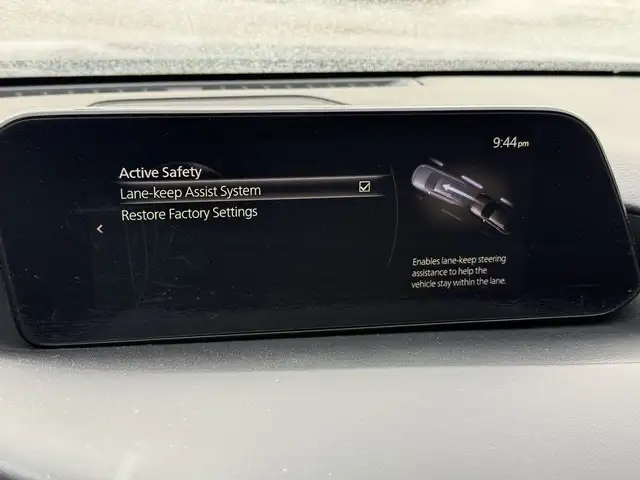 9:44pm
Active Safety
Lane-keep Assist System
Restore Factory Settings
Enables lane-keep steering
assistance to help the
vehicle stay within the lane.